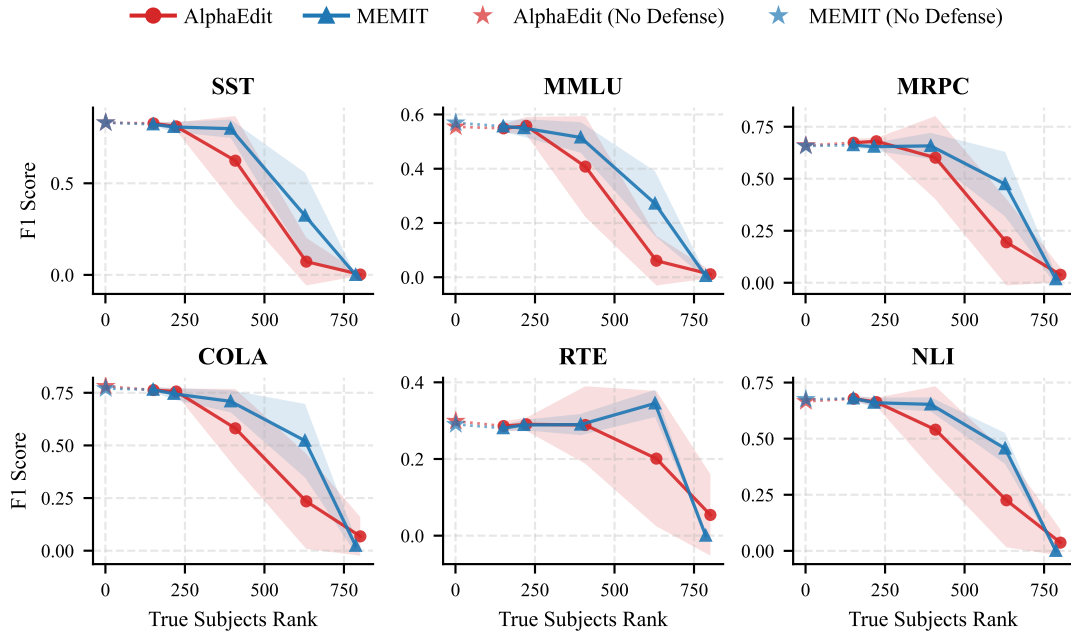 AlphaEdit MEMIT AlphaEdit (No Defense) MEMIT (No Defense)
SST MMLU MRPC
F1 Score
0.5
0.0
0 250 500 750
0.6
0.4
0.2
0.0
0 250 500 750
0.75
0.50
0.25
0.00
0 250 500 750
COLA RTE NLI
F1 Score
0.75
0.50
0.25
0.00
0 250 500 750
True Subjects Rank
0.4
0.2
0.0
0 250 500 750
True Subjects Rank
0.75
0.50
0.25
0.00
0 250 500 750
True Subjects Rank